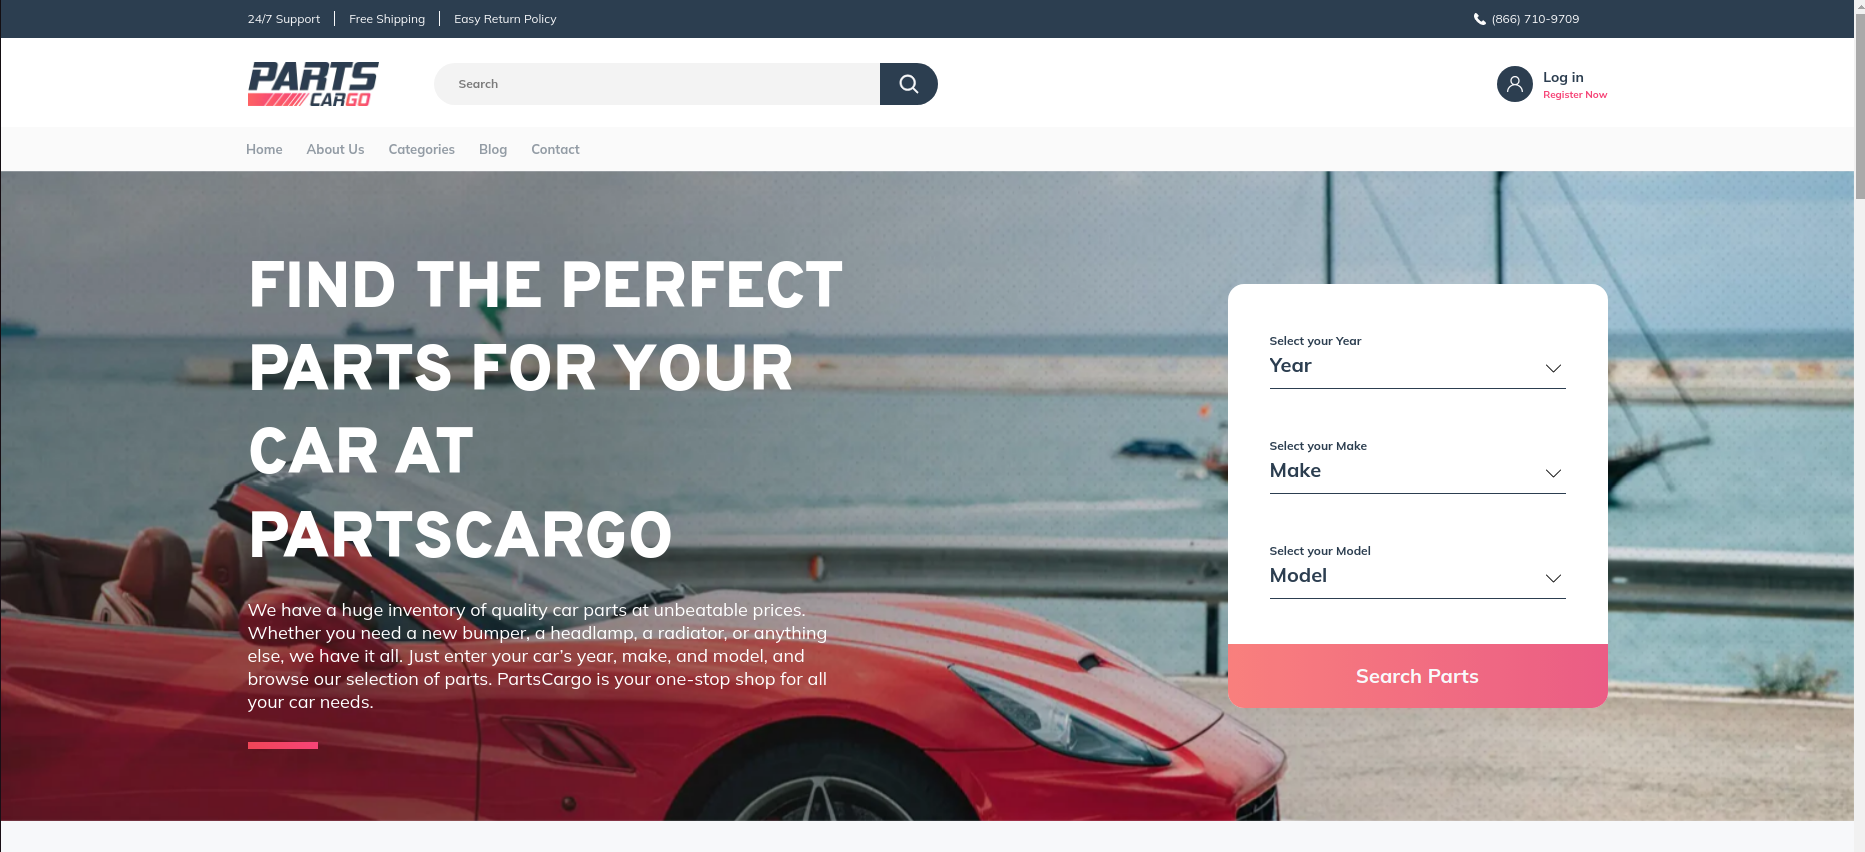 24/7 Support
Free Shipping
Easy Return Policy
(866) 710-9709
PARTS
CARGO
Search
Log in
Register Now
Home
About Us
Categories
Blog
Contact
FIND THE PERFECT
PARTS FOR YOUR
CAR AT
PARTSCARGO
We have a huge inventory of quality car parts at unbeatable prices.
Whether you need a new bumper, a headlamp, a radiator, or anything
else, we have it all. Just enter your car’s year, make, and model, and
browse our selection of parts. PartsCargo is your one-stop shop for all
your car needs.
Select your Year
Year
Select your Make
Make
Select your Model
Model
Search Parts